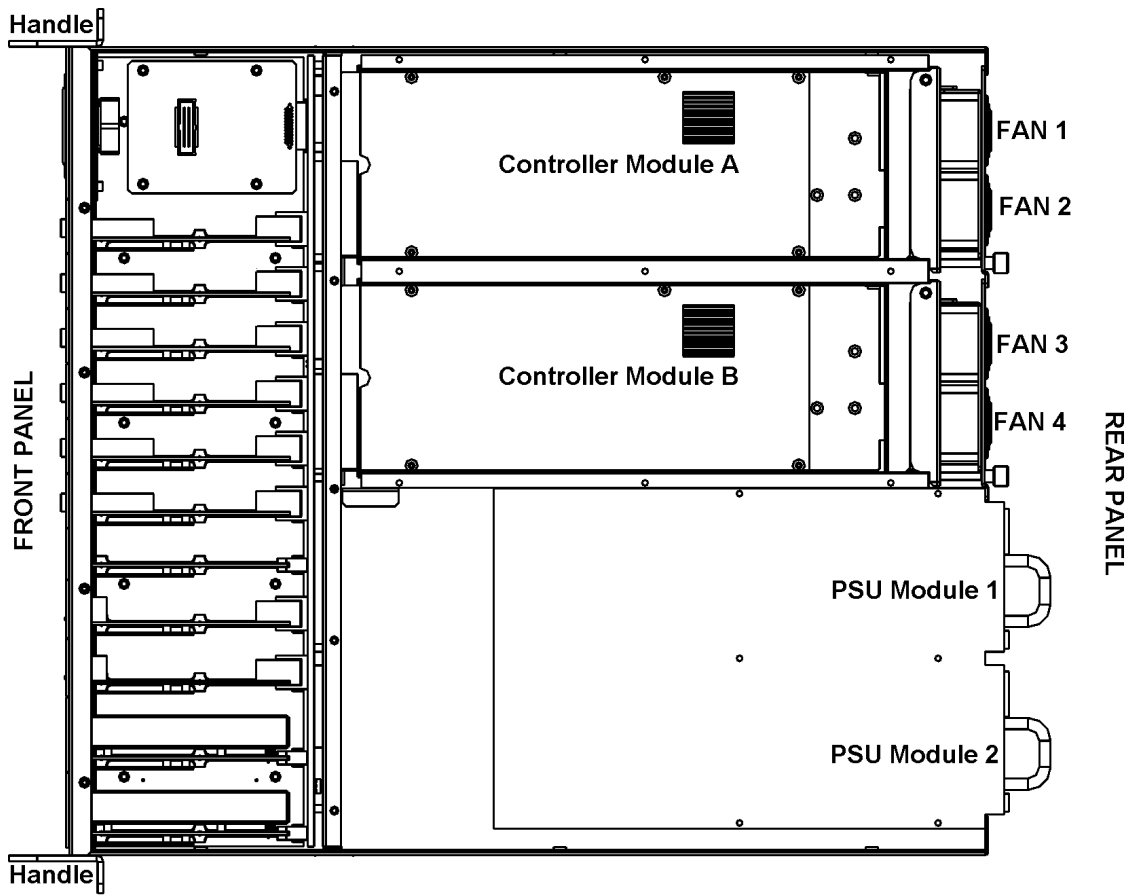 Handle
FAN 1
Controller Module A
FAN 2
FAN 3
Controller Module B
FAN 4
FRONT PANEL
REAR PANEL
PSU Module 1
PSU Module 2
Handle